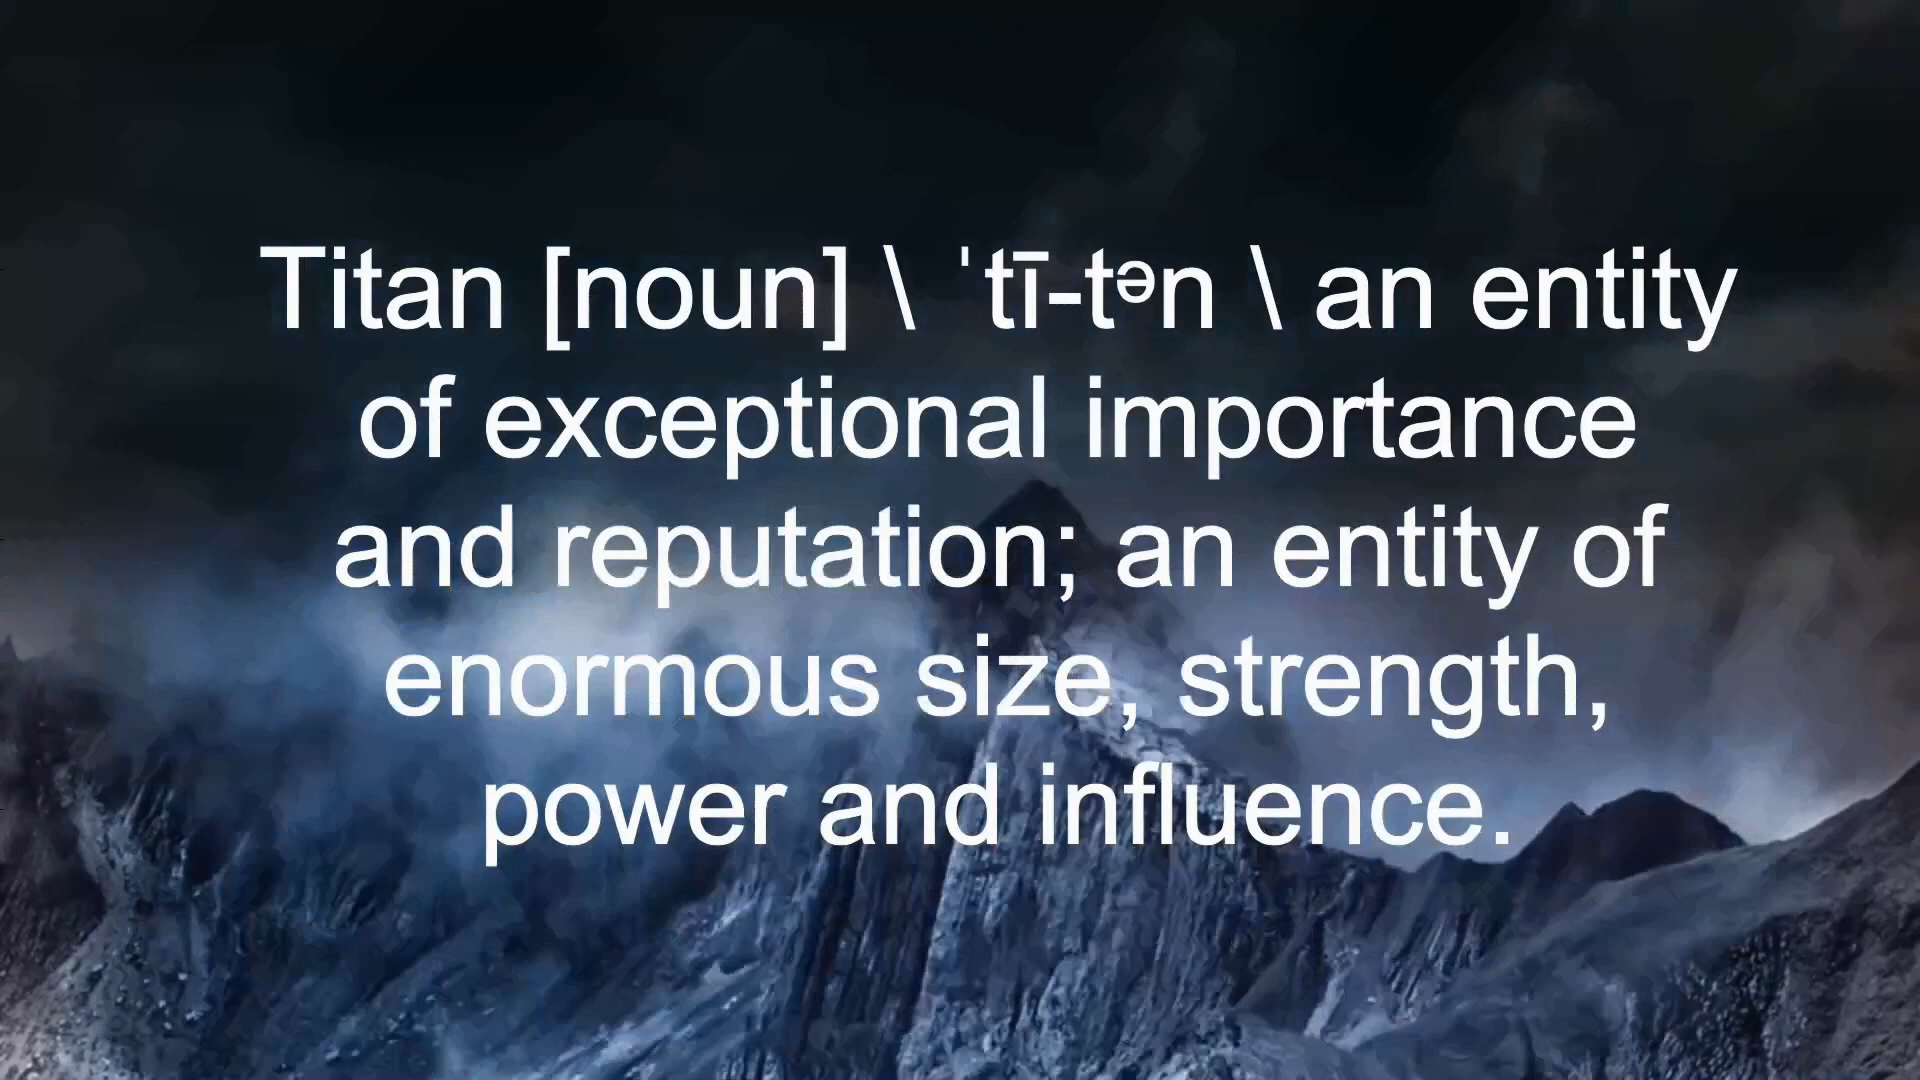 Titan [noun] \ ˈtī-tᵊn \ an entity
of exceptional importance
and reputation; an entity of
enormous size, strength,
power and influence.